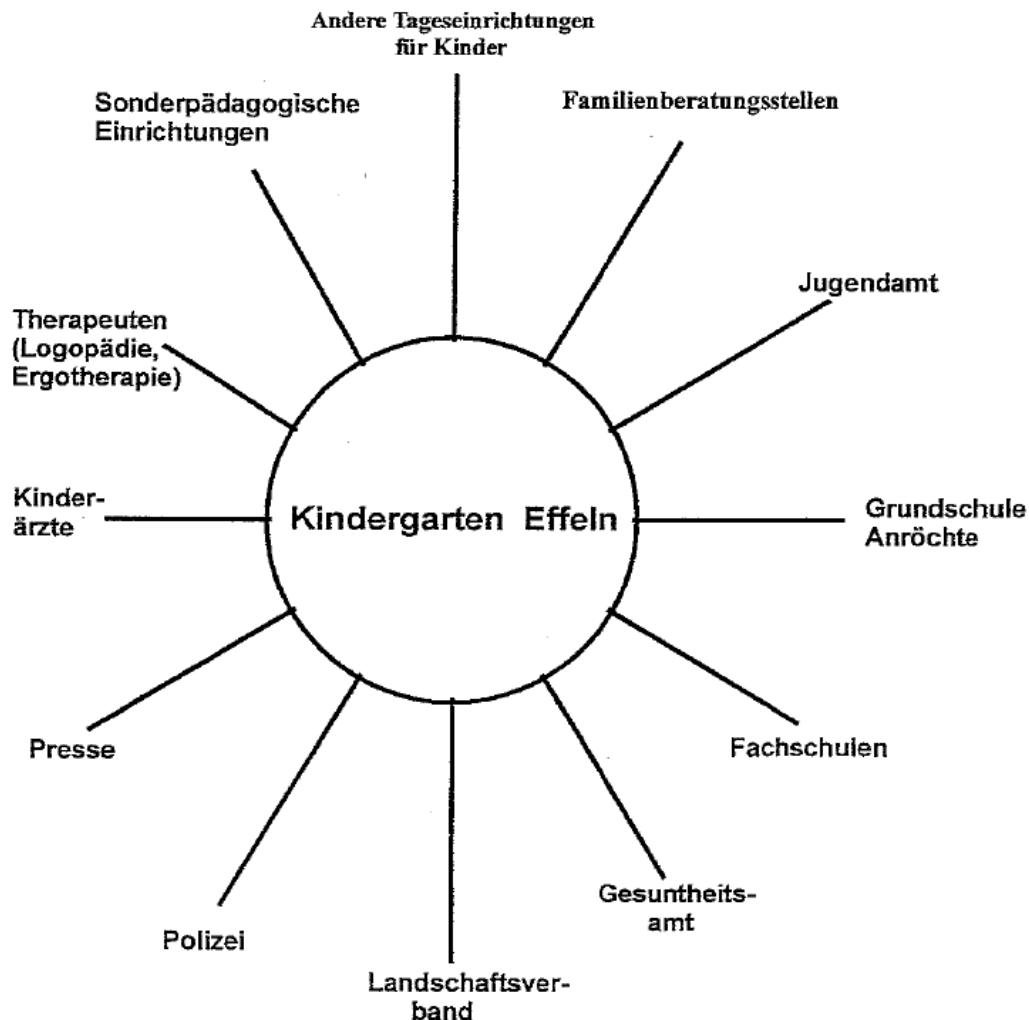 Andere Tageseinrichtungen
für Kinder
Sonderpädagogische
Einrichtungen
Familienberatungsstellen
Jugendamt
Therapeuten
(Logopädie,
Ergotherapie)
Kinder-
ärzte
Kindergarten Effeln
Grundschule
Anröchte
Presse
Fachschulen
Gesuntheits-
amt
Polizei
Landschaftsver-
band